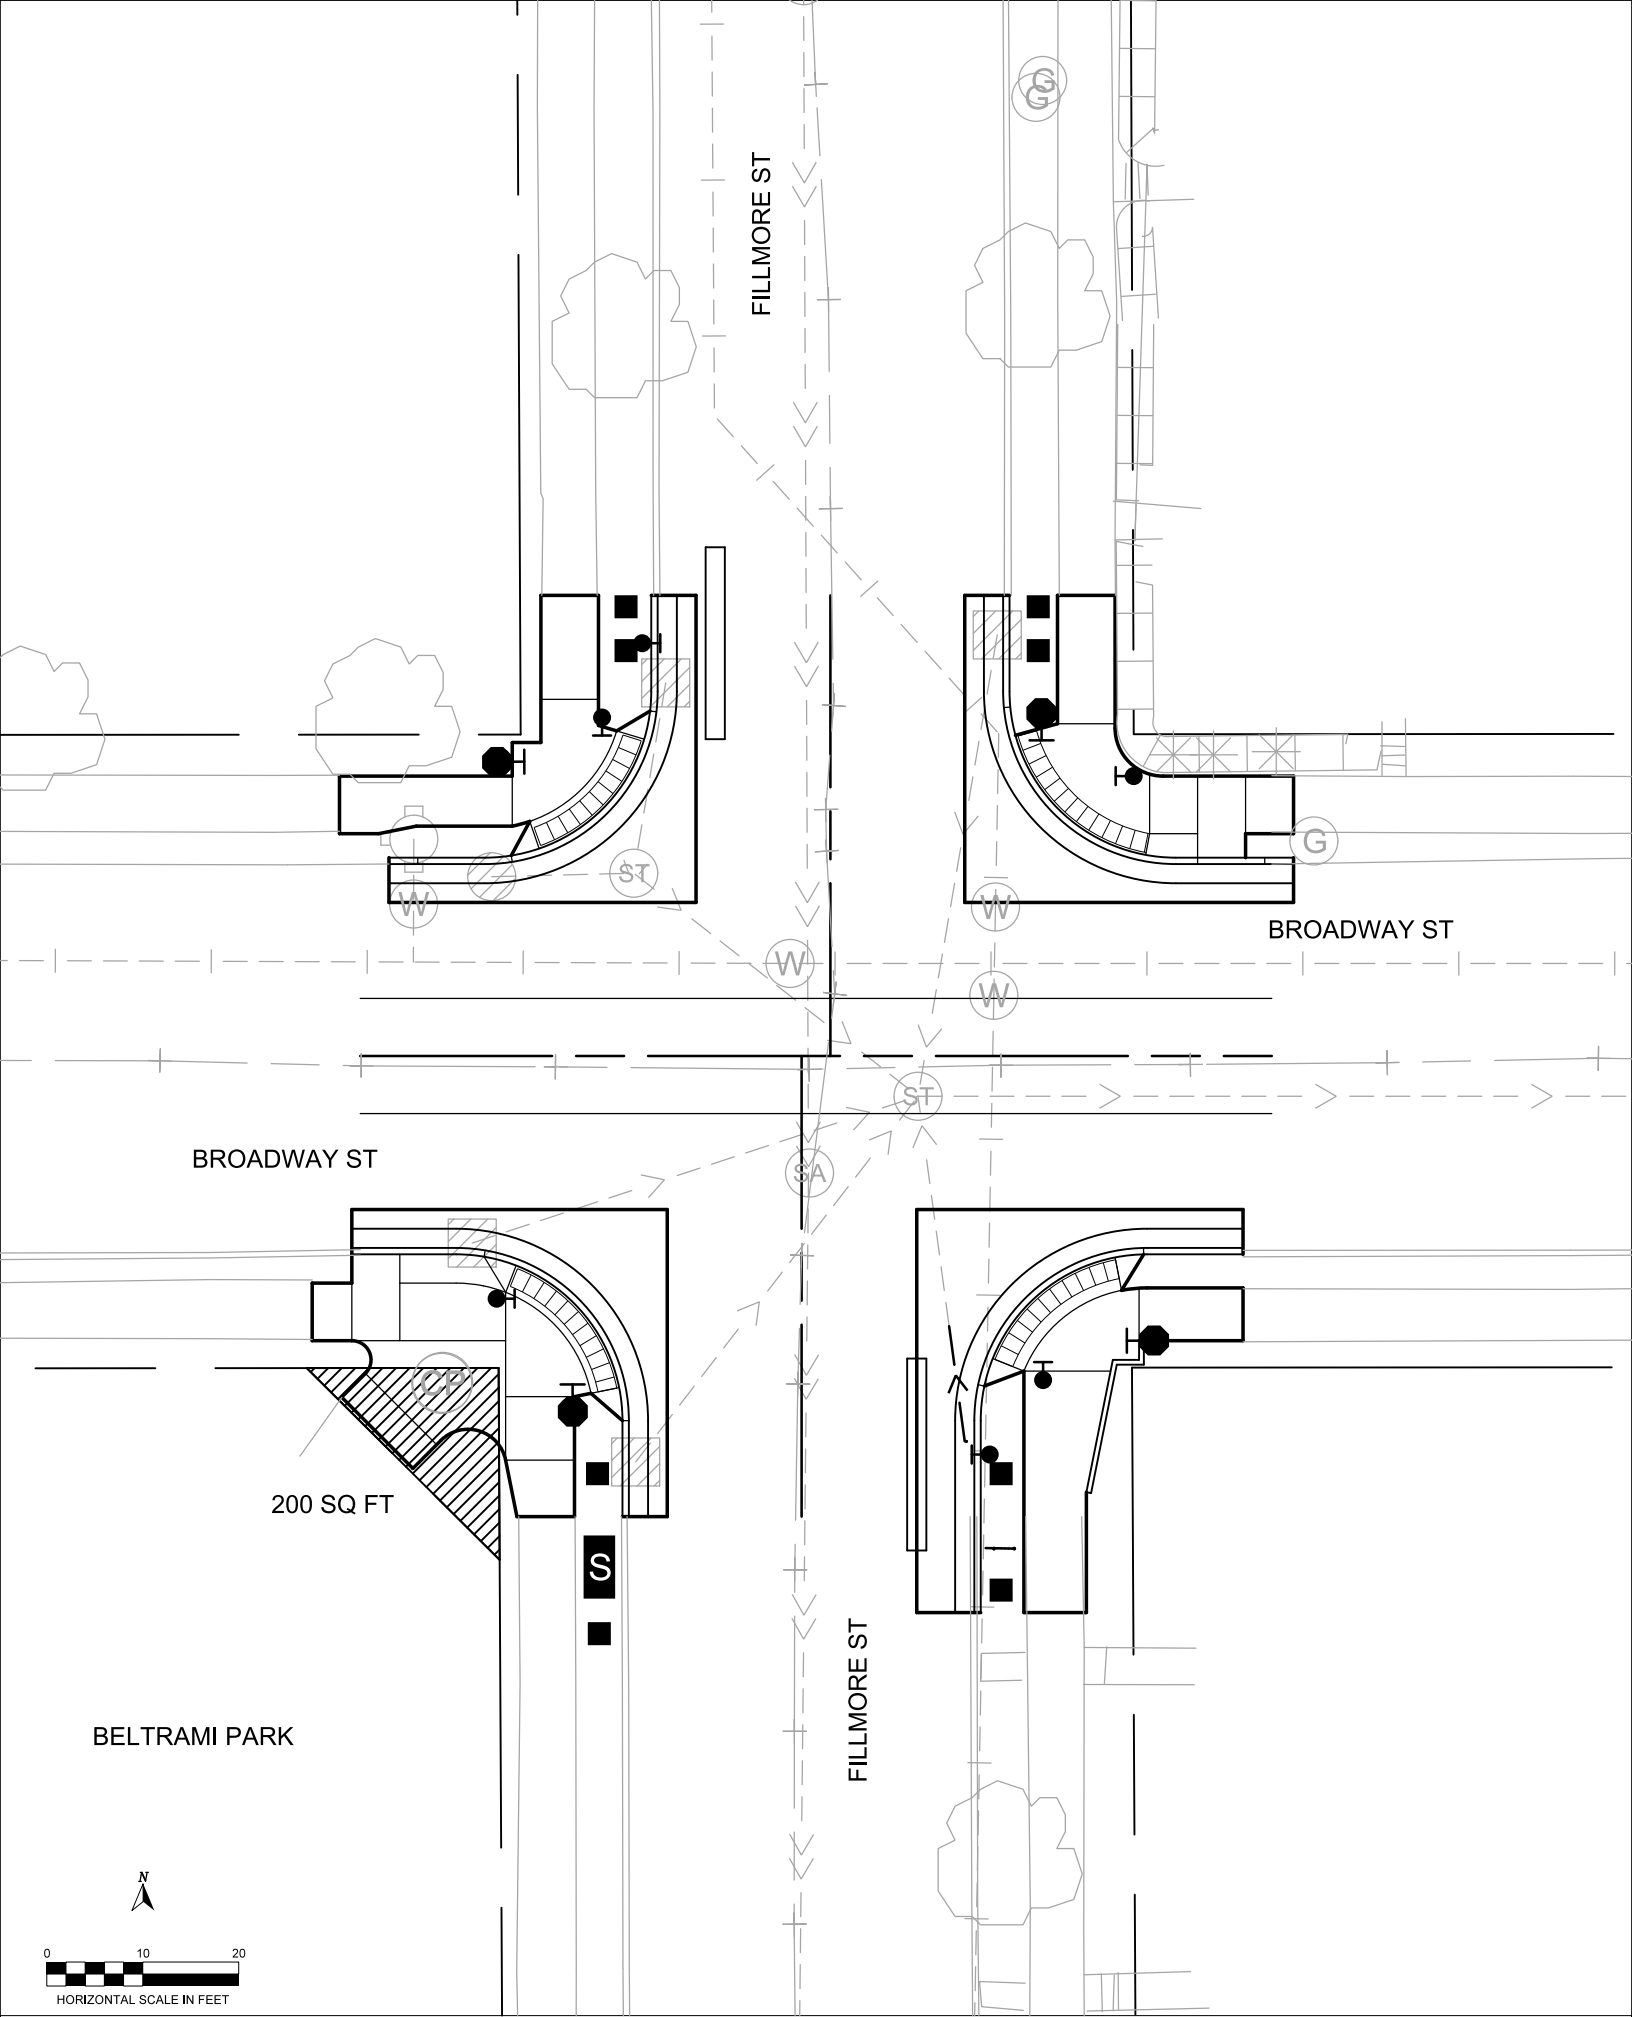 G
G
FILLMORE ST
G
ST
W
W
BROADWAY ST
W
W
ST
BROADWAY ST
SA
CP
200 SQ FT
S
FILLMORE ST
BELTRAMI PARK
N
0 10 20
HORIZONTAL SCALE IN FEET